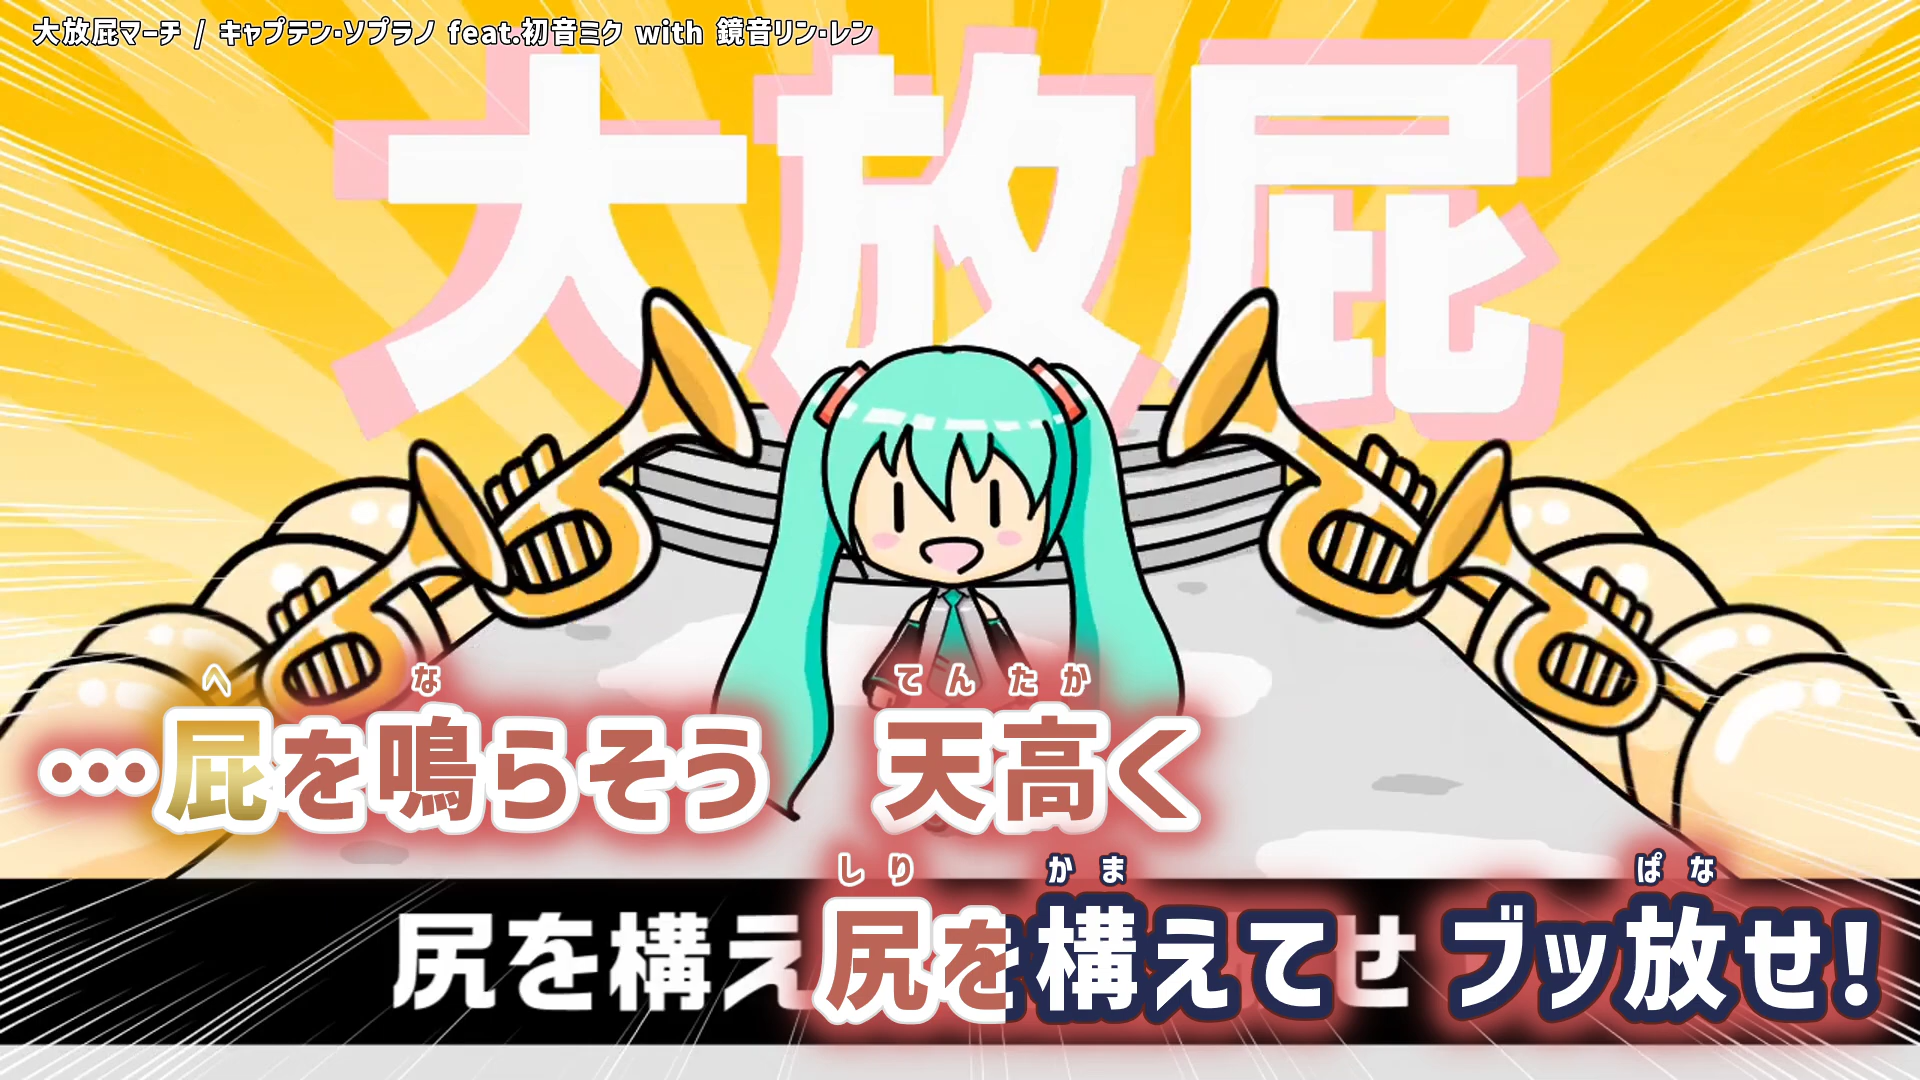 大放屁マーチ / キャプテン・ソプラノ feat.初音ミク with 鏡音リン・レン
大放屁
へ な てんたか
…屁を鳴らそう 天高く
しり かま ぱな
尻を構えて ブッ放せ!
尻を構え せ